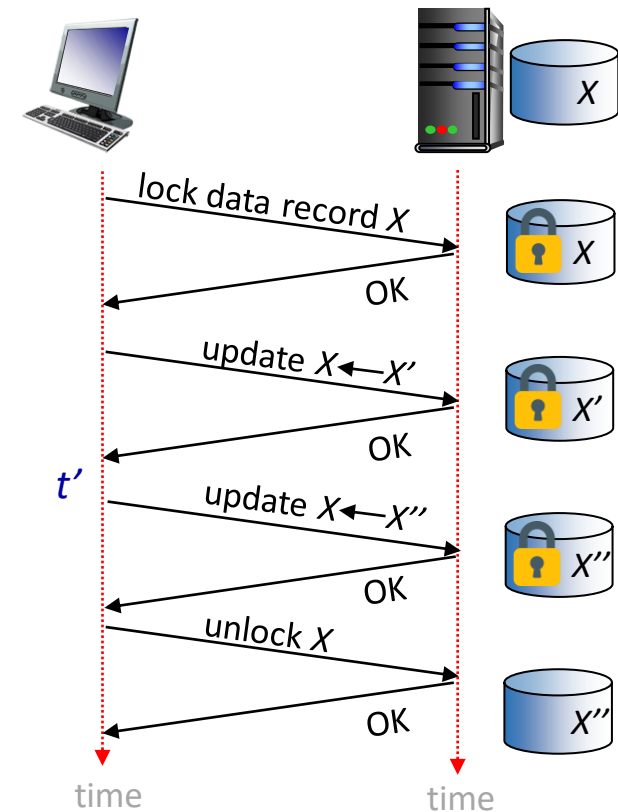 X
lock data record X
X
OK
update X←X'
X'
OK
t'
update X←X''
X''
OK
unlock X
OK
X''
time
time